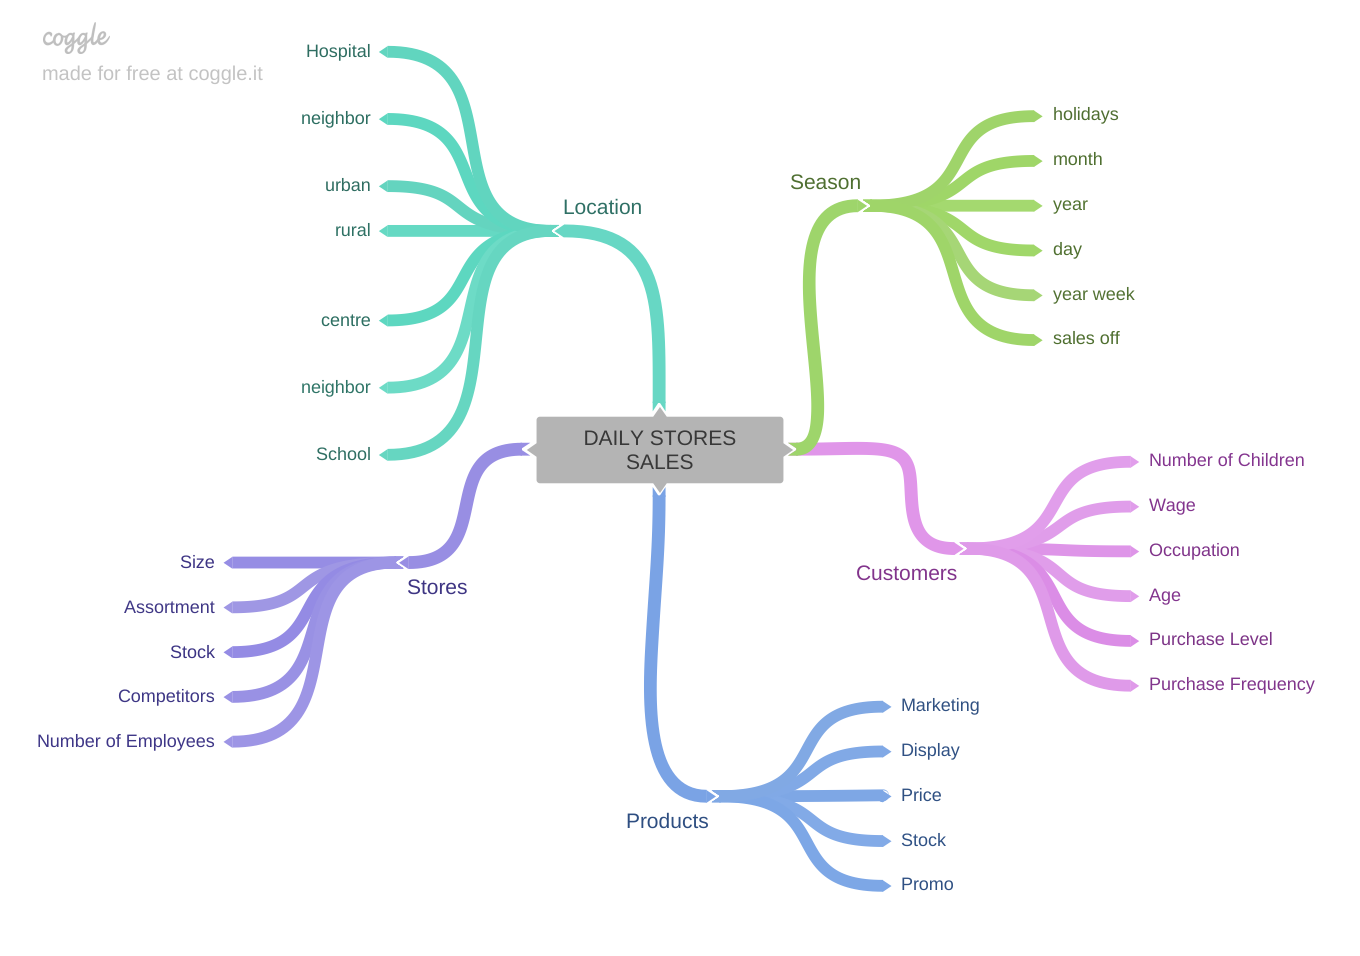 coggle
made for free at coggle.it
DAILY STORES
SALES
Location
Hospital
neighbor
urban
rural
centre
neighbor
School
Season
holidays
month
year
day
year week
sales off
Customers
Number of Children
Wage
Occupation
Age
Purchase Level
Purchase Frequency
Stores
Size
Assortment
Stock
Competitors
Number of Employees
Products
Marketing
Display
Price
Stock
Promo